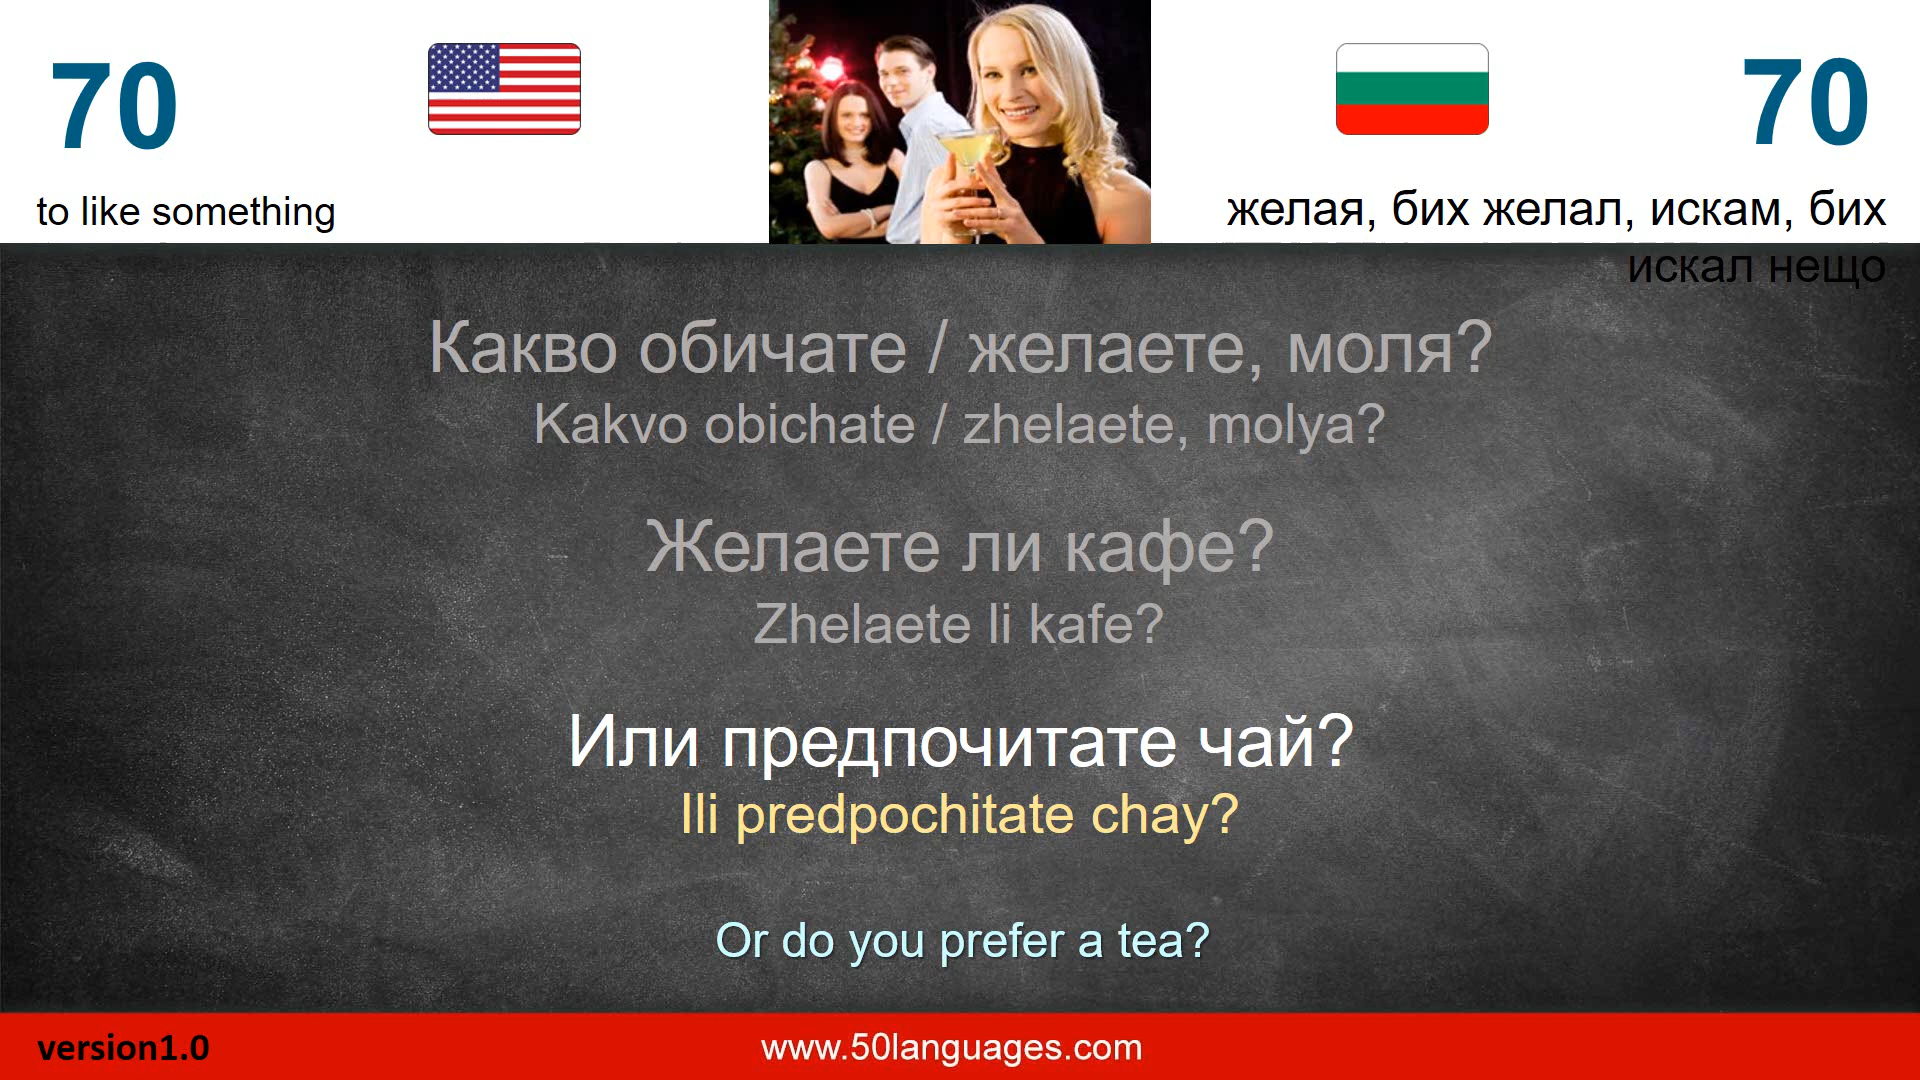 70
70
to like something
желая, бих желал, искам, бих
искал нещо
Какво обичате / желаете, моля?
Kakvo obichate / zhelaete, molya?
Желаете ли кафе?
Zhelaete li kafe?
Или предпочитате чай?
Ili predpochitate chay?
Or do you prefer a tea?
version1.0
www.50languages.com